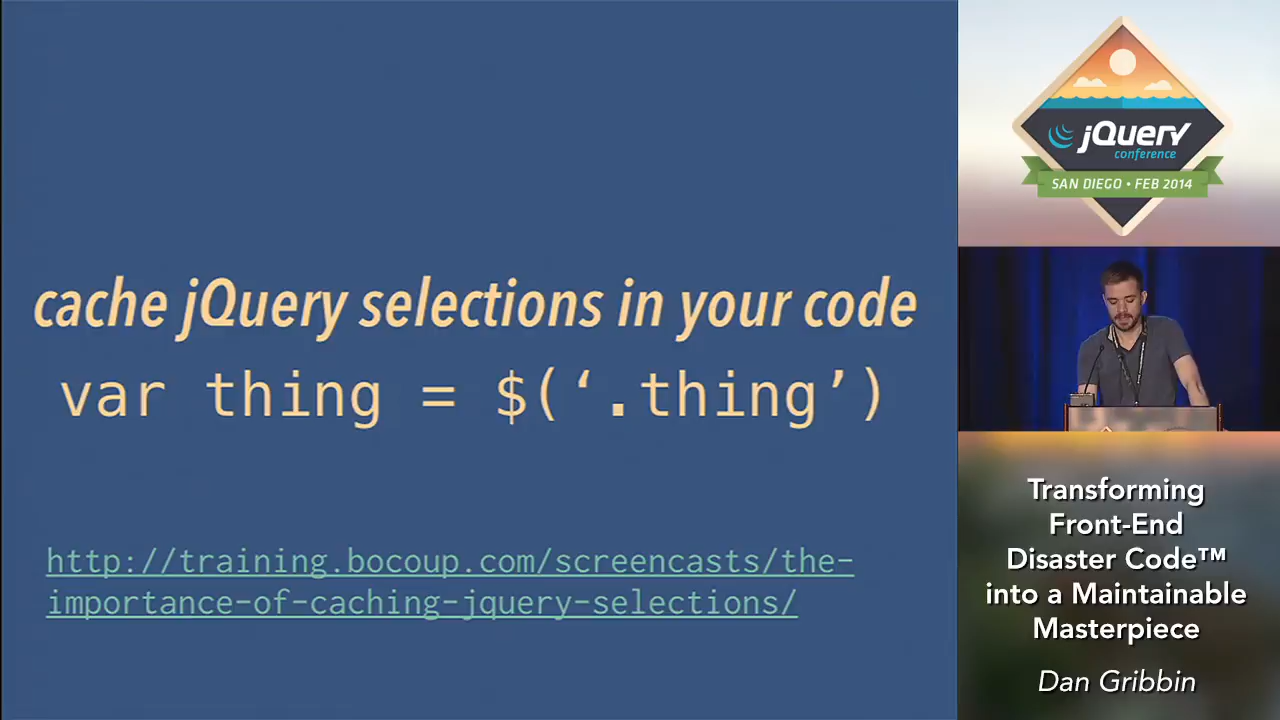 cache jQuery selections in your code
var thing = $(‘.thing’)
http://training.bocoup.com/screencasts/the-
importance-of-caching-jquery-selections/
jQuery
conference
SAN DIEGO • FEB 2014
Transforming
Front-End
Disaster Code™
into a Maintainable
Masterpiece
Dan Gribbin